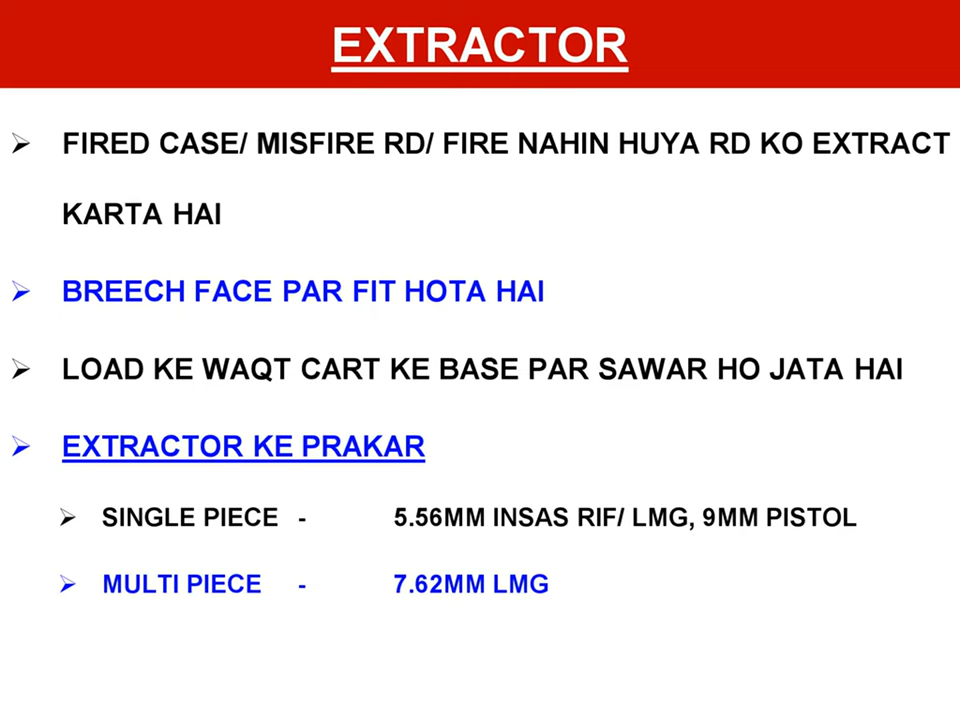 EXTRACTOR
➢ FIRED CASE/ MISFIRE RD/ FIRE NAHIN HUYA RD KO EXTRACT
KARTA HAI
➢ BREECH FACE PAR FIT HOTA HAI
➢ LOAD KE WAQT CART KE BASE PAR SAWAR HO JATA HAI
➢ EXTRACTOR KE PRAKAR
➢ SINGLE PIECE - 5.56MM INSAS RIF/ LMG, 9MM PISTOL
➢ MULTI PIECE - 7.62MM LMG